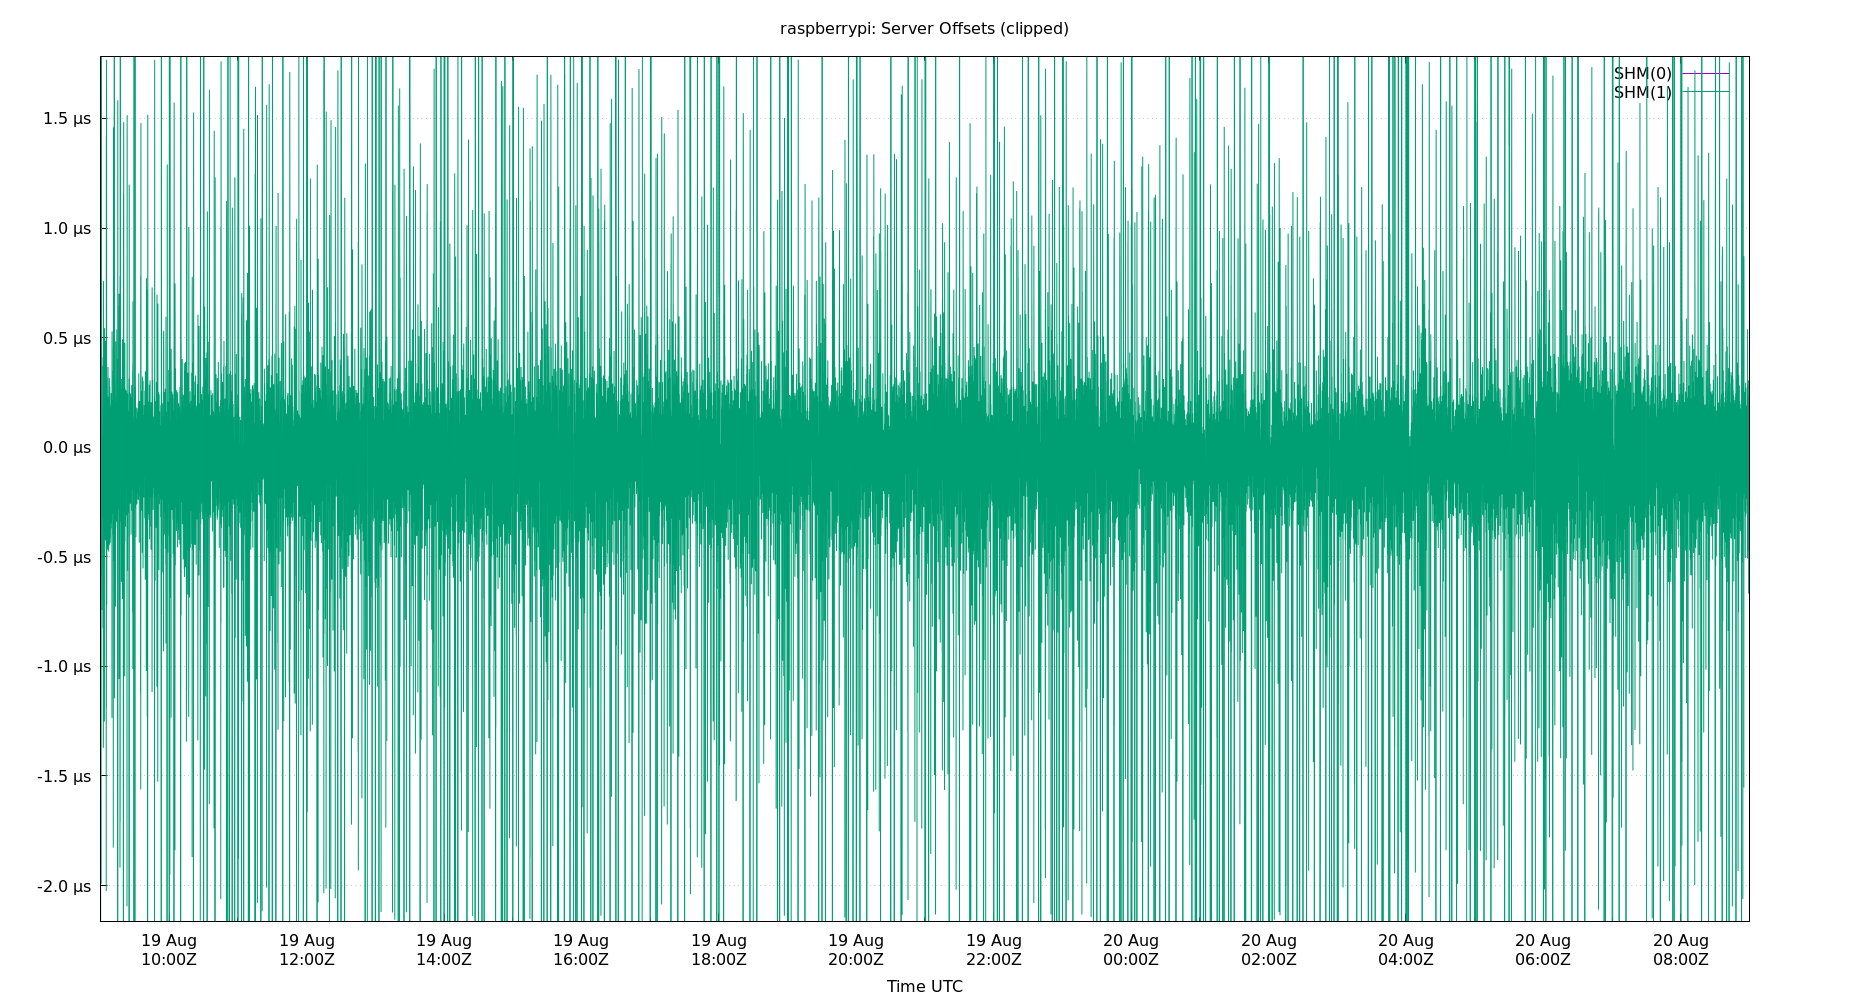 raspberrypi: Server Offsets (clipped)
SHM(0)
SHM(1)
1.5 µs
1.0 µs
0.5 µs
0.0 µs
-0.5 µs
-1.0 µs
-1.5 µs
-2.0 µs
19 Aug 19 Aug 19 Aug 19 Aug 19 Aug 19 Aug 19 Aug 20 Aug 20 Aug 20 Aug 20 Aug 20 Aug
10:00Z 12:00Z 14:00Z 16:00Z 18:00Z 20:00Z 22:00Z 00:00Z 02:00Z 04:00Z 06:00Z 08:00Z
Time UTC